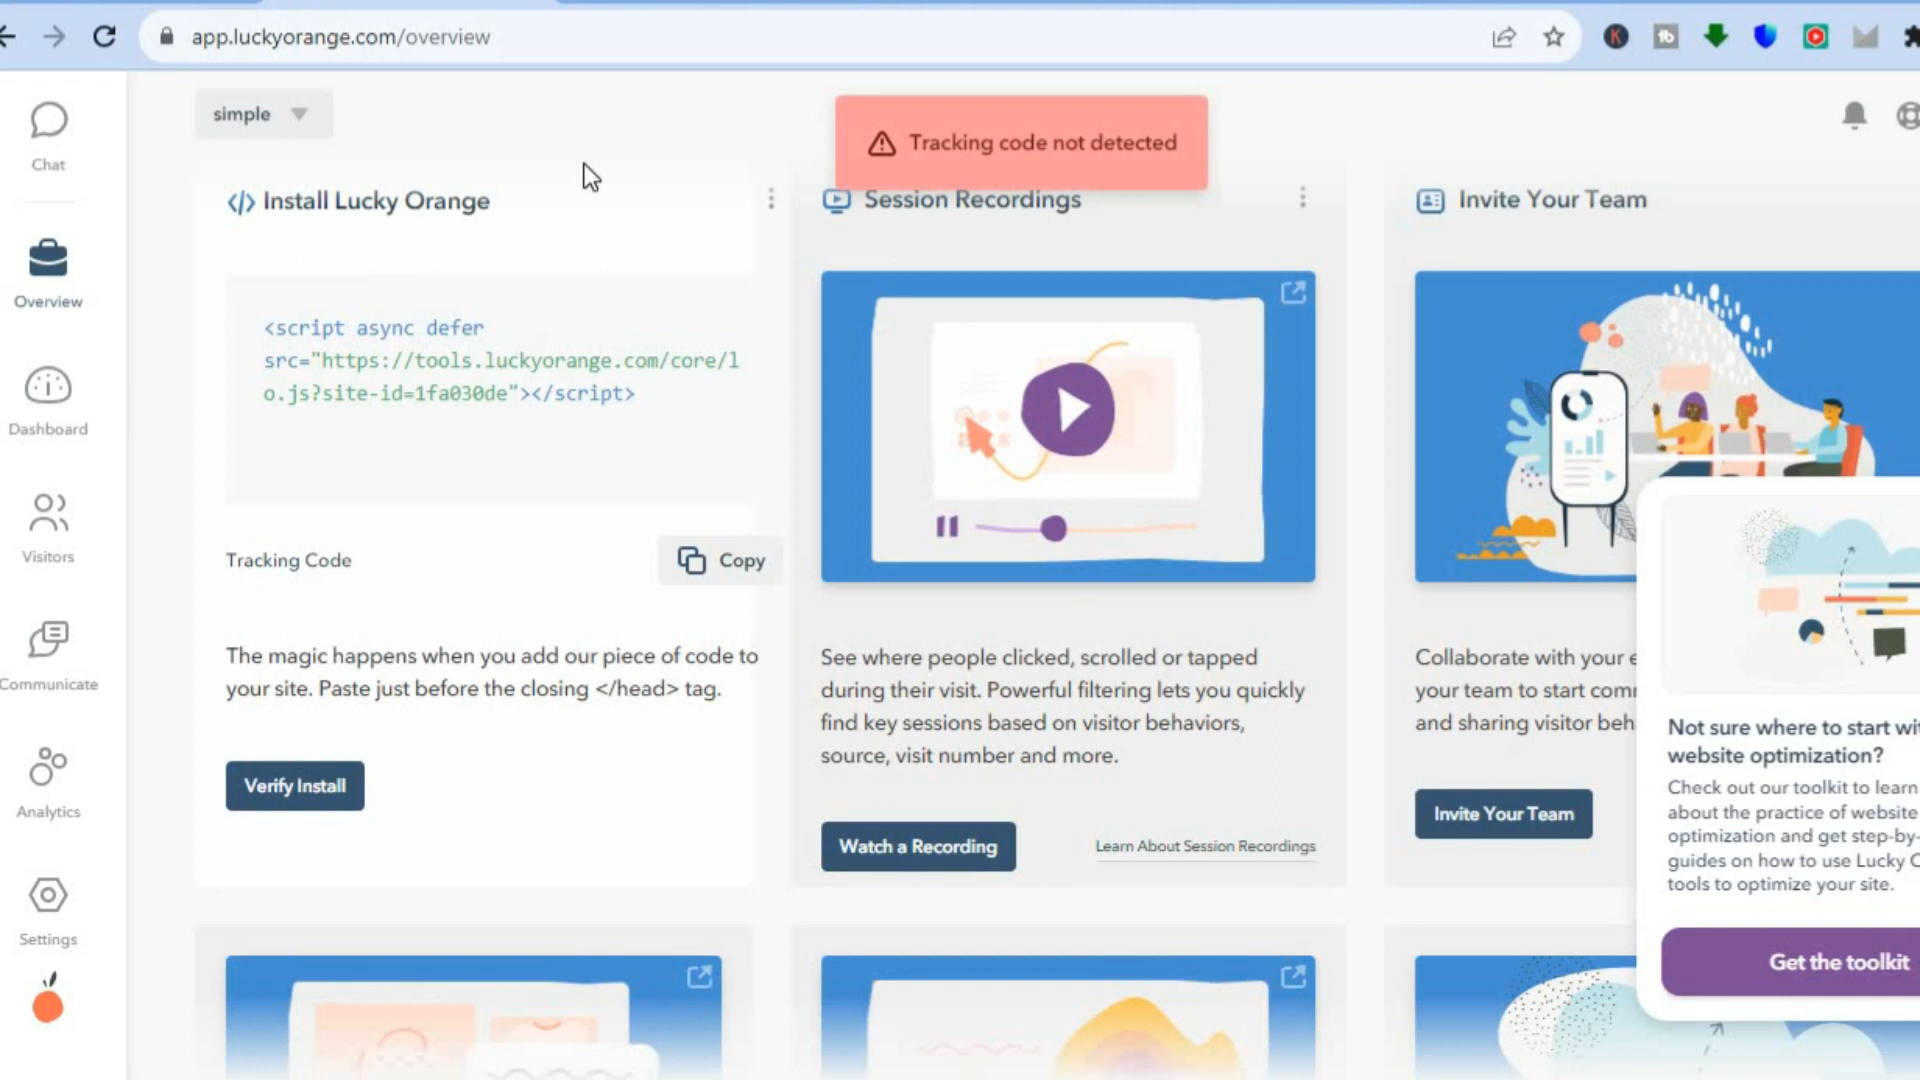 app.luckyorange.com/overview
simple
Tracking code not detected
Chat
Overview
Dashboard
Visitors
Communicate
Analytics
Settings
</> Install Lucky Orange
<script async defer
src="https://tools.luckyorange.com/core/l
o.js?site-id=1fa030de"></script>
Tracking Code
Copy
The magic happens when you add our piece of code to
your site. Paste just before the closing </head> tag.
Verify Install
Session Recordings
See where people clicked, scrolled or tapped
during their visit. Powerful filtering lets you quickly
find key sessions based on visitor behaviors,
source, visit number and more.
Watch a Recording
Learn About Session Recordings
Invite Your Team
Collaborate with your
your team to start
and sharing visitor
Invite Your Team
Not sure where to start
website optimization?
Check out our toolkit to learn
about the practice of website
optimization and get step-by-
guides on how to use Lucky
tools to optimize your site.
Get the toolkit